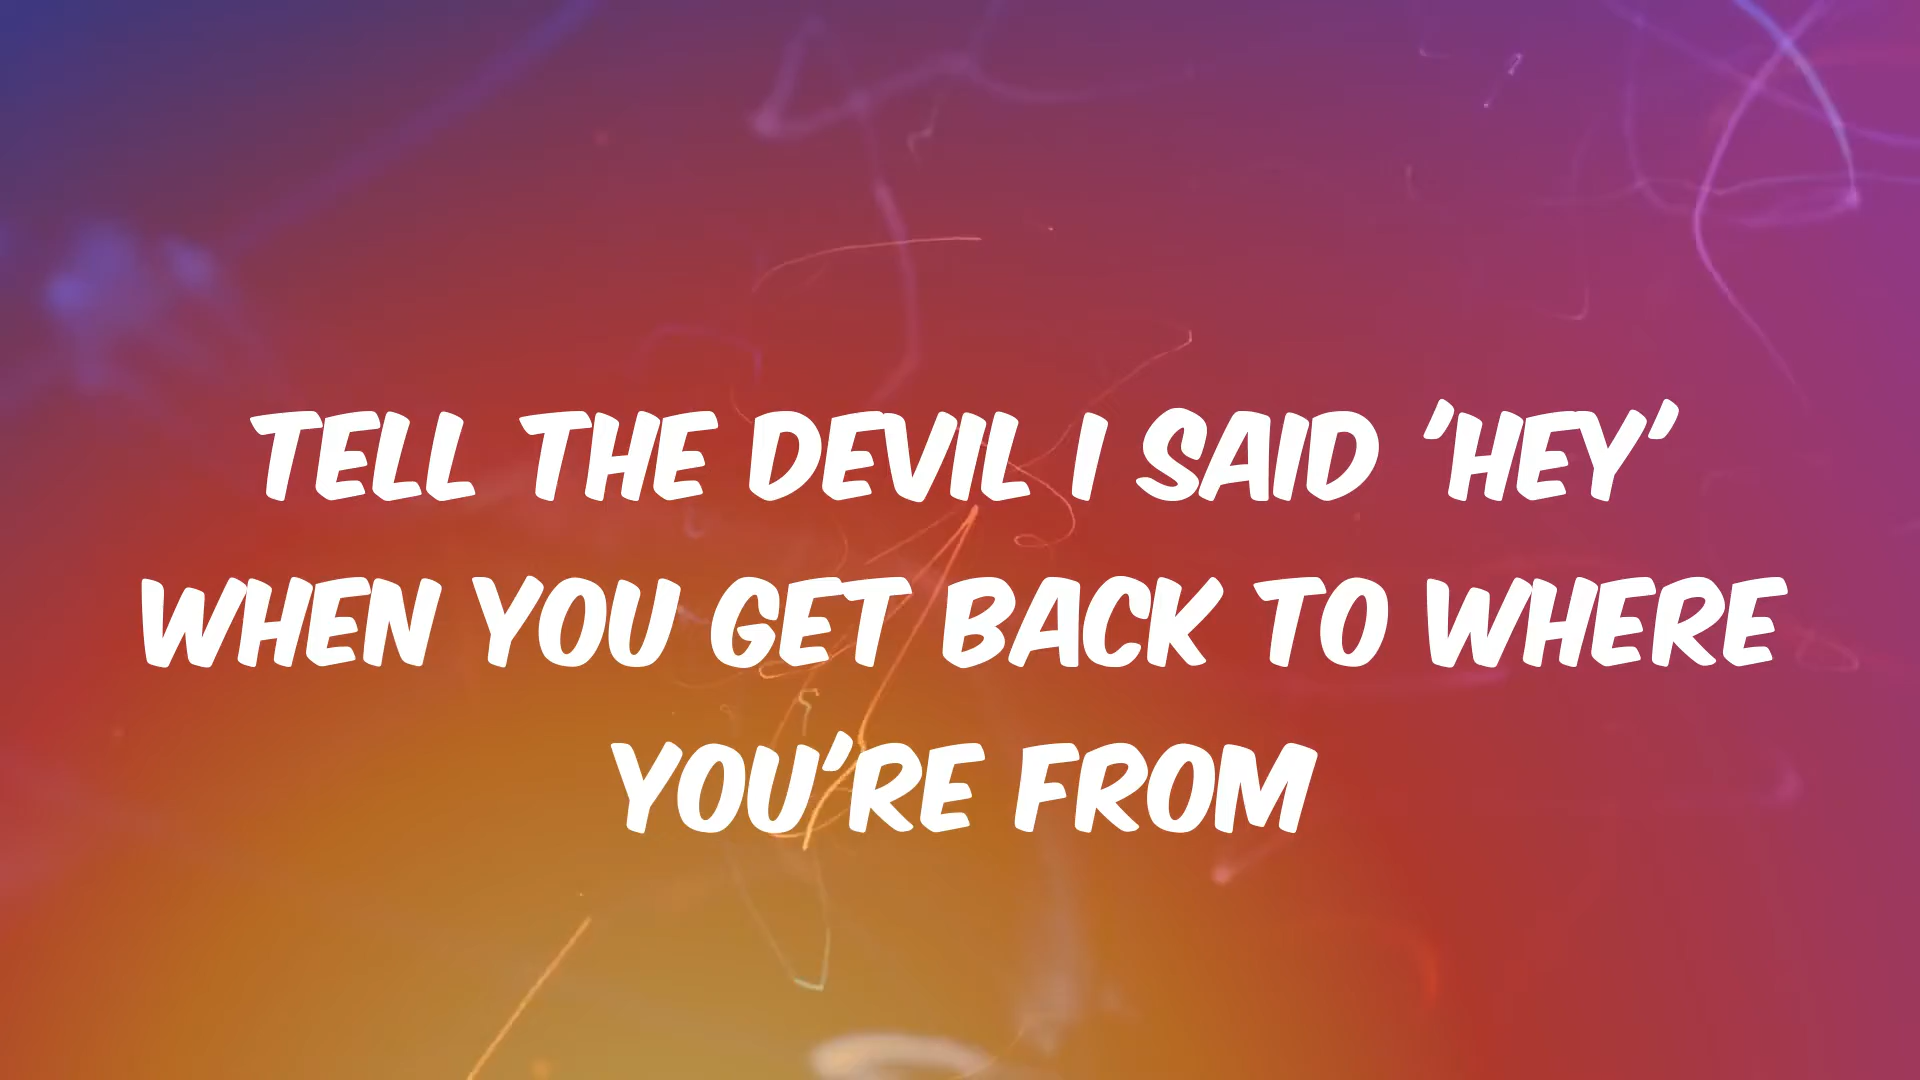 TELL THE DEVIL I SAID 'HEY'
WHEN YOU GET BACK TO WHERE
YOU'RE FROM